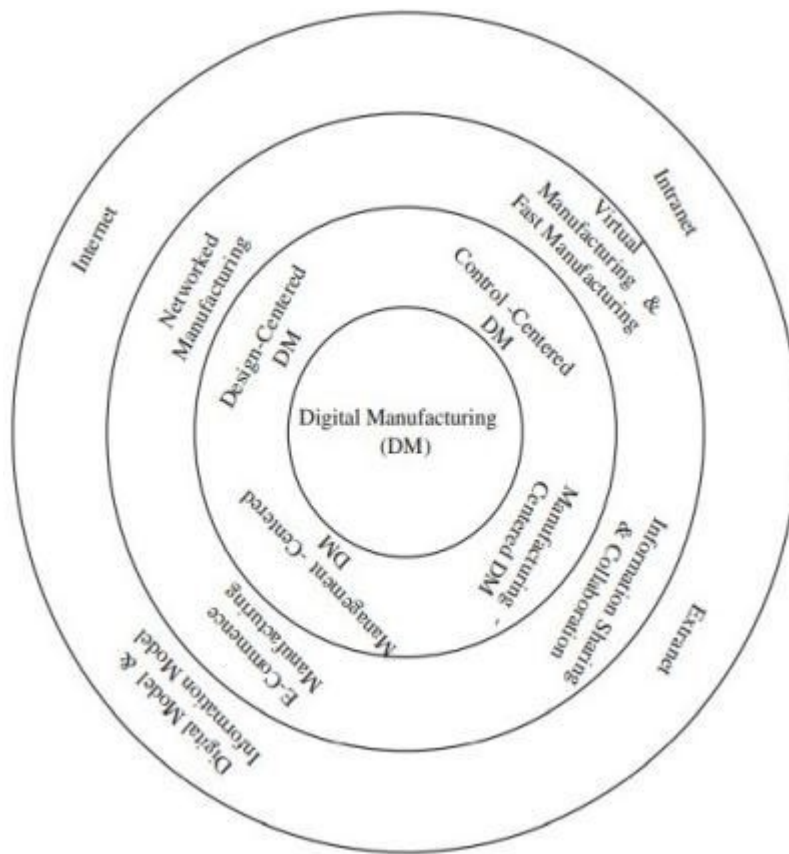 Internet
Intranet
Networked
Manufacturing
Virtual
Manufacturing &
Fast Manufacturing
Design-Centered
DM
Control -Centered
DM
Digital Manufacturing
(DM)
Management -Centered
DM
Manufacturing
Centered DM
E-Commence
Manufacturing
Information Sharing
& Collaboration
Digital Model &
Information Model
Extranet